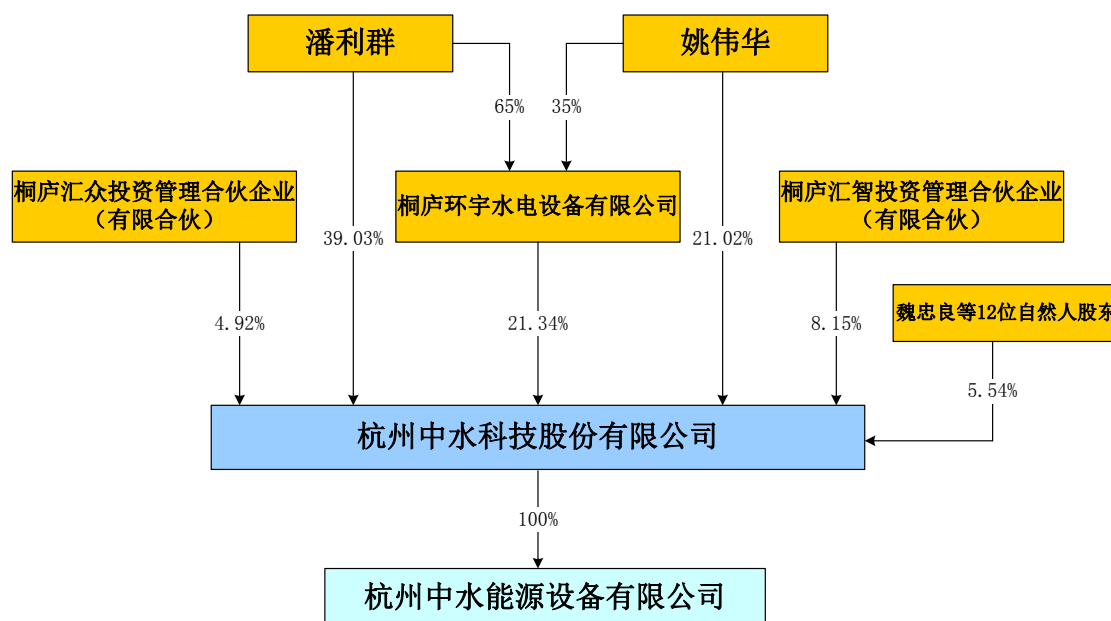 潘利群
姚伟华
65%
35%
桐庐汇众投资管理合伙企业
（有限合伙）
桐庐环宇水电设备有限公司
桐庐汇智投资管理合伙企业
（有限合伙）
39.03%
21.02%
4.92%
21.34%
8.15%
魏忠良等12位自然人股东
5.54%
杭州中水科技股份有限公司
100%
杭州中水能源设备有限公司